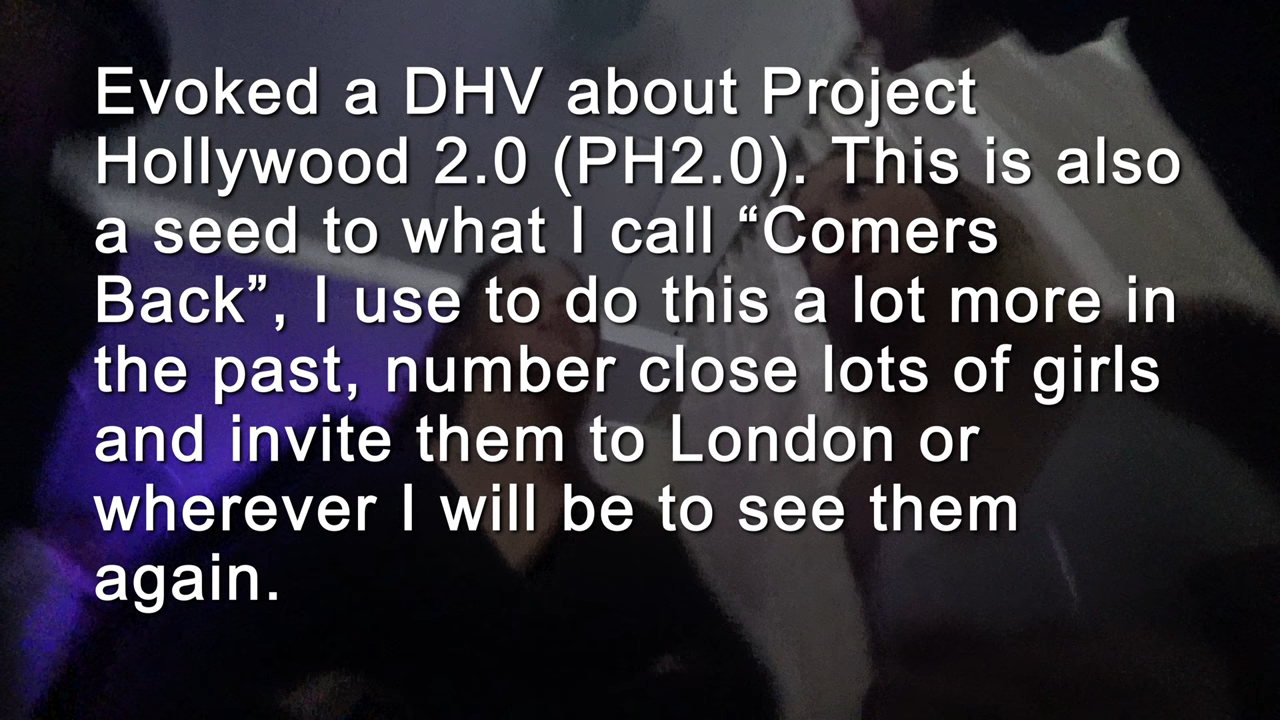 Evoked a DHV about Project
Hollywood 2.0 (PH2.0). This is also
a seed to what I call “Comers
Back”, I use to do this a lot more in
the past, number close lots of girls
and invite them to London or
wherever I will be to see them
again.